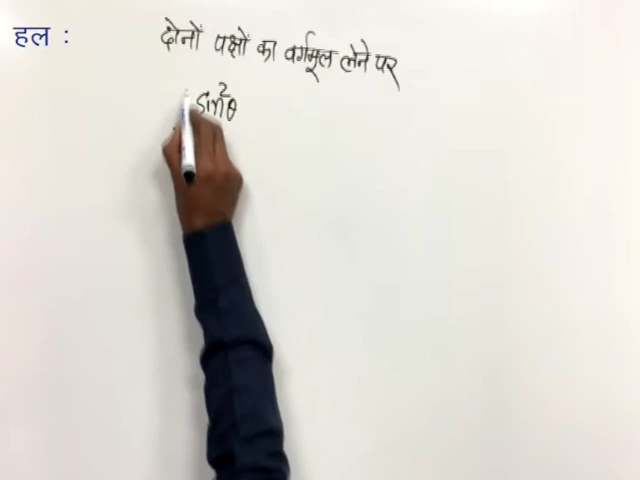 हल :
दोनों पक्षों का वर्गमूल लेने पर
sin²θ